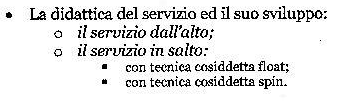 • La didattica del servizio ed il suo sviluppo:
o il servizio dall'alto;
o il servizio in salto:
▪ con tecnica cosiddetta float;
▪ con tecnica cosiddetta spin.